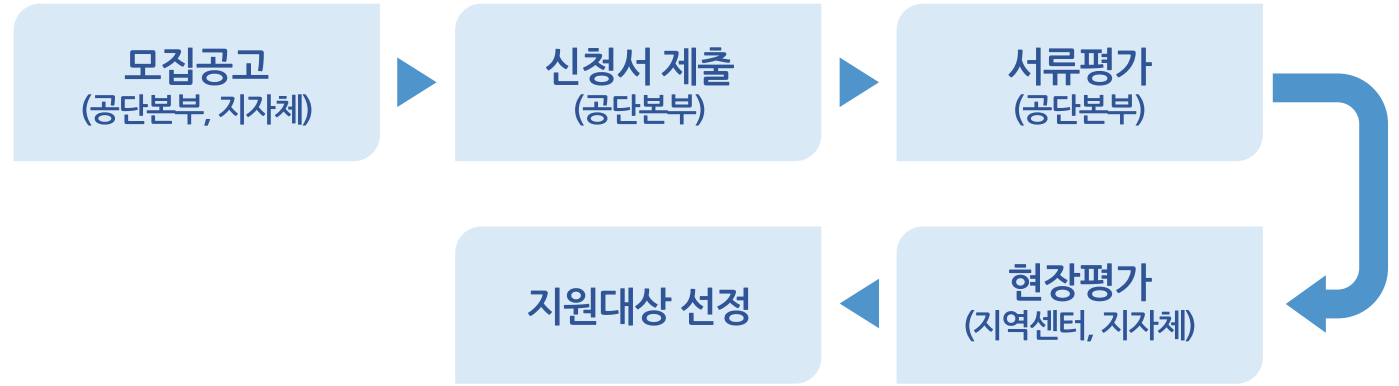 모집공고
(공단본부, 지자체)
신청서 제출
(공단본부)
서류평가
(공단본부)
현장평가
(지역센터, 지자체)
지원대상 선정